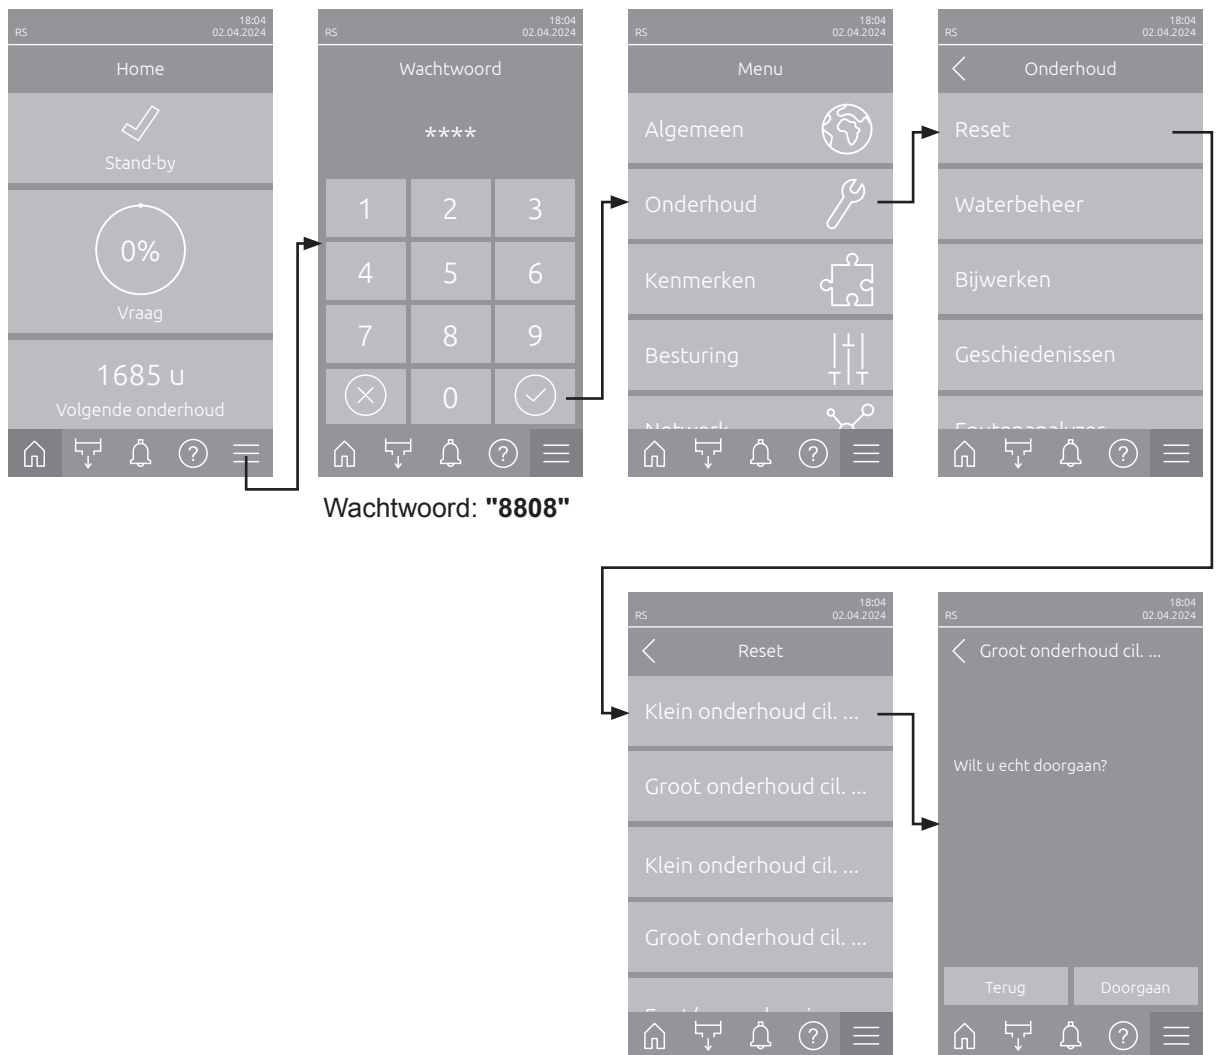 18:04
RS 02.04.2024
Home
Stand-by
0%
Vraag
1685 u
Volgende onderhoud
?
18:04
RS 02.04.2024
Wachtwoord
****
1 2 3
4 5 6
7 8 9
0
?
Wachtwoord: "8808"
18:04
RS 02.04.2024
Menu
Algemeen
Onderhoud
Kenmerken
Besturing
Netwerk
?
18:04
RS 02.04.2024
Onderhoud
Reset
Waterbeheer
Bijwerken
Geschiedenissen
Foutenanalyzer
?
18:04
RS 02.04.2024
Reset
Klein onderhoud cil. ...
Groot onderhoud cil. ...
Klein onderhoud cil. ...
Groot onderhoud cil. ...
?
18:04
RS 02.04.2024
Groot onderhoud cil. ...
Wilt u echt doorgaan?
Terug Doorgaan
?